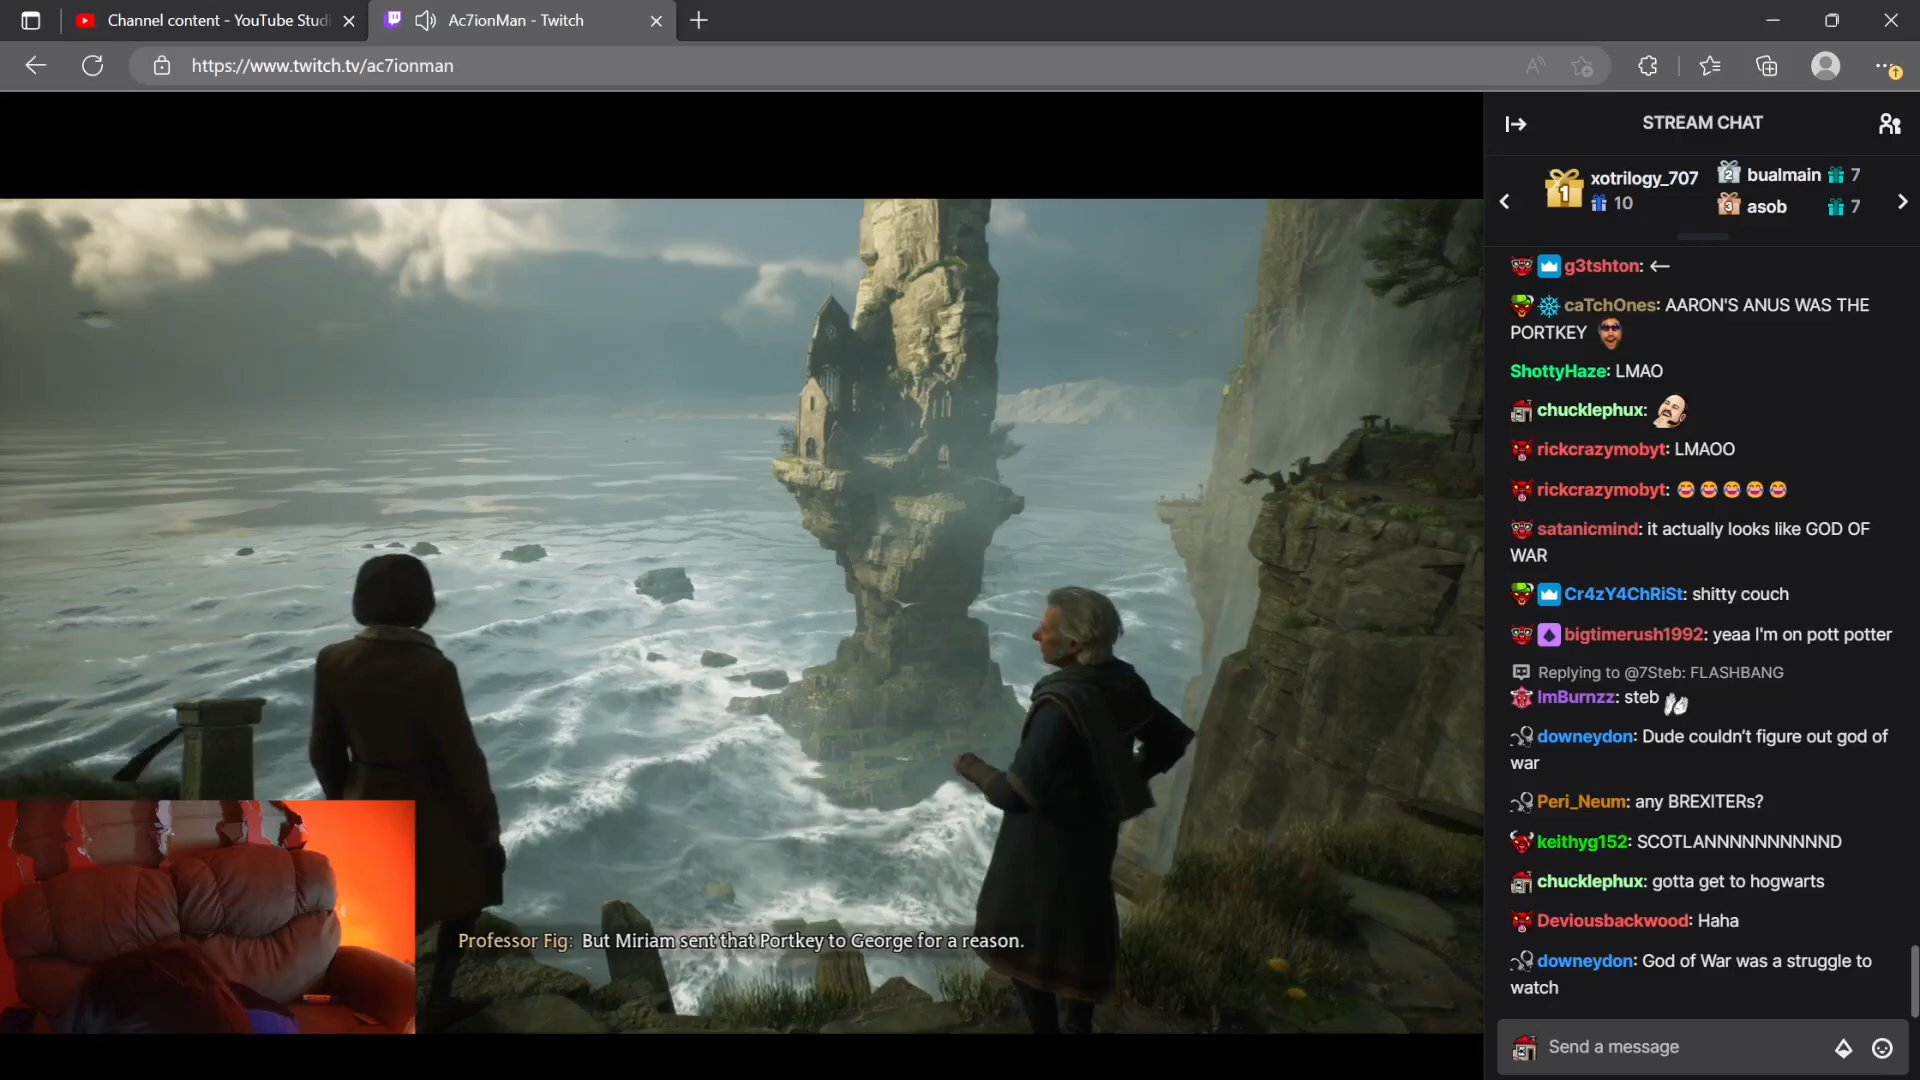 Channel content - YouTube Studi
Ac7ionMan - Twitch
https://www.twitch.tv/ac7ionman
STREAM CHAT
1 xotrilogy_707
10
2 bualmain 7
3 asob 7
g3tshton: ←
caTchOnes: AARON'S ANUS WAS THE
PORTKEY
ShottyHaze: LMAO
chucklephux:
rickcrazymobyt: LMAOO
rickcrazymobyt: 😂 😂 😂 😂 😂
satanicmind: it actually looks like GOD OF
WAR
Cr4zY4ChRiSt: shitty couch
bigtimerush1992: yeaa I'm on pott potter
Replying to @7Steb: FLASHBANG
ImBurnzz: steb
downeydon: Dude couldn't figure out god of
war
Peri_Neum: any BREXITERs?
keithyg152: SCOTLANNNNNNNNNND
chucklephux: gotta get to hogwarts
Deviousbackwood: Haha
downeydon: God of War was a struggle to
watch
Send a message
Professor Fig: But Miriam sent that Portkey to George for a reason.